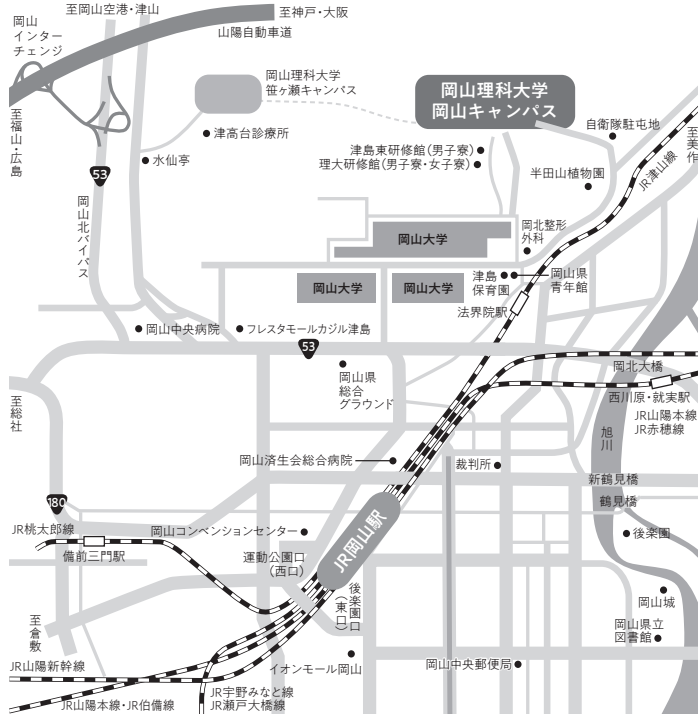 至岡山空港・津山
至神戸・大阪
岡山
インター
チェンジ
山陽自動車道
岡山理科大学
笹ヶ瀬キャンパス
岡山理科大学
岡山キャンパス
至福山・広島
津高台診療所
自衛隊駐屯地
至美作
津島東研修館(男子寮)
理大研修館(男子寮・女子寮)
水仙亭
JR津山線
半田山植物園
53
岡山北バイパス
岡山大学
岡北整形
外科
岡山大学
岡山大学
津島
保育園
岡山県
青年館
法界院駅
岡山中央病院
フレスタモールカジル津島
53
岡山県
総合
グラウンド
岡北大橋
西川原・就実駅
JR山陽本線
JR赤穂線
至総社
旭川
岡山済生会総合病院
裁判所
新鶴見橋
180
鶴見橋
JR桃太郎線
岡山コンベンションセンター
後楽園
備前三門駅
運動公園口
(西口)
JR岡山駅
後楽園口
(東口)
岡山城
至倉敷
岡山県立
図書館
JR山陽新幹線
イオンモール岡山
岡山中央郵便局
JR山陽本線・JR伯備線
JR宇野みなと線
JR瀬戸大橋線